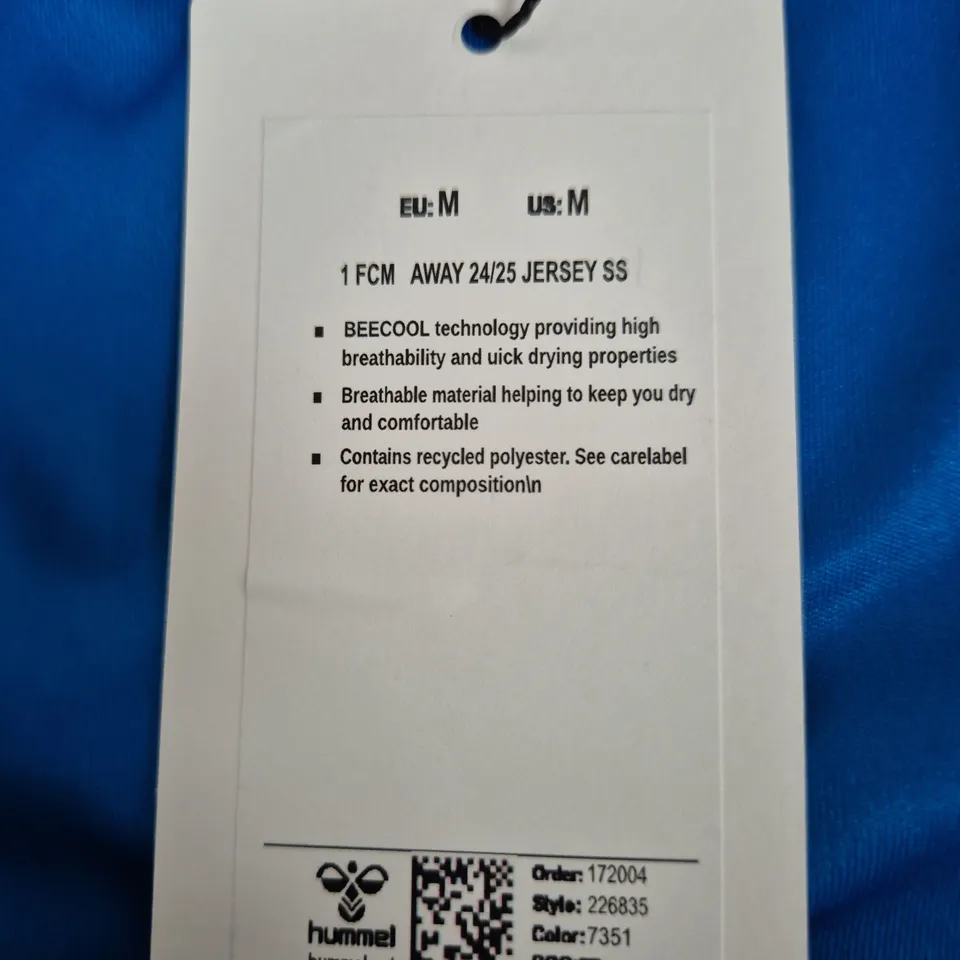 EU: M US: M
1 FCM AWAY 24/25 JERSEY SS
▪ BEECOOL technology providing high
breathability and uick drying properties
▪ Breathable material helping to keep you dry
and comfortable
▪ Contains recycled polyester. See carelabel
for exact composition\n
hummel
Order: 172004
Style: 226835
Color:7351